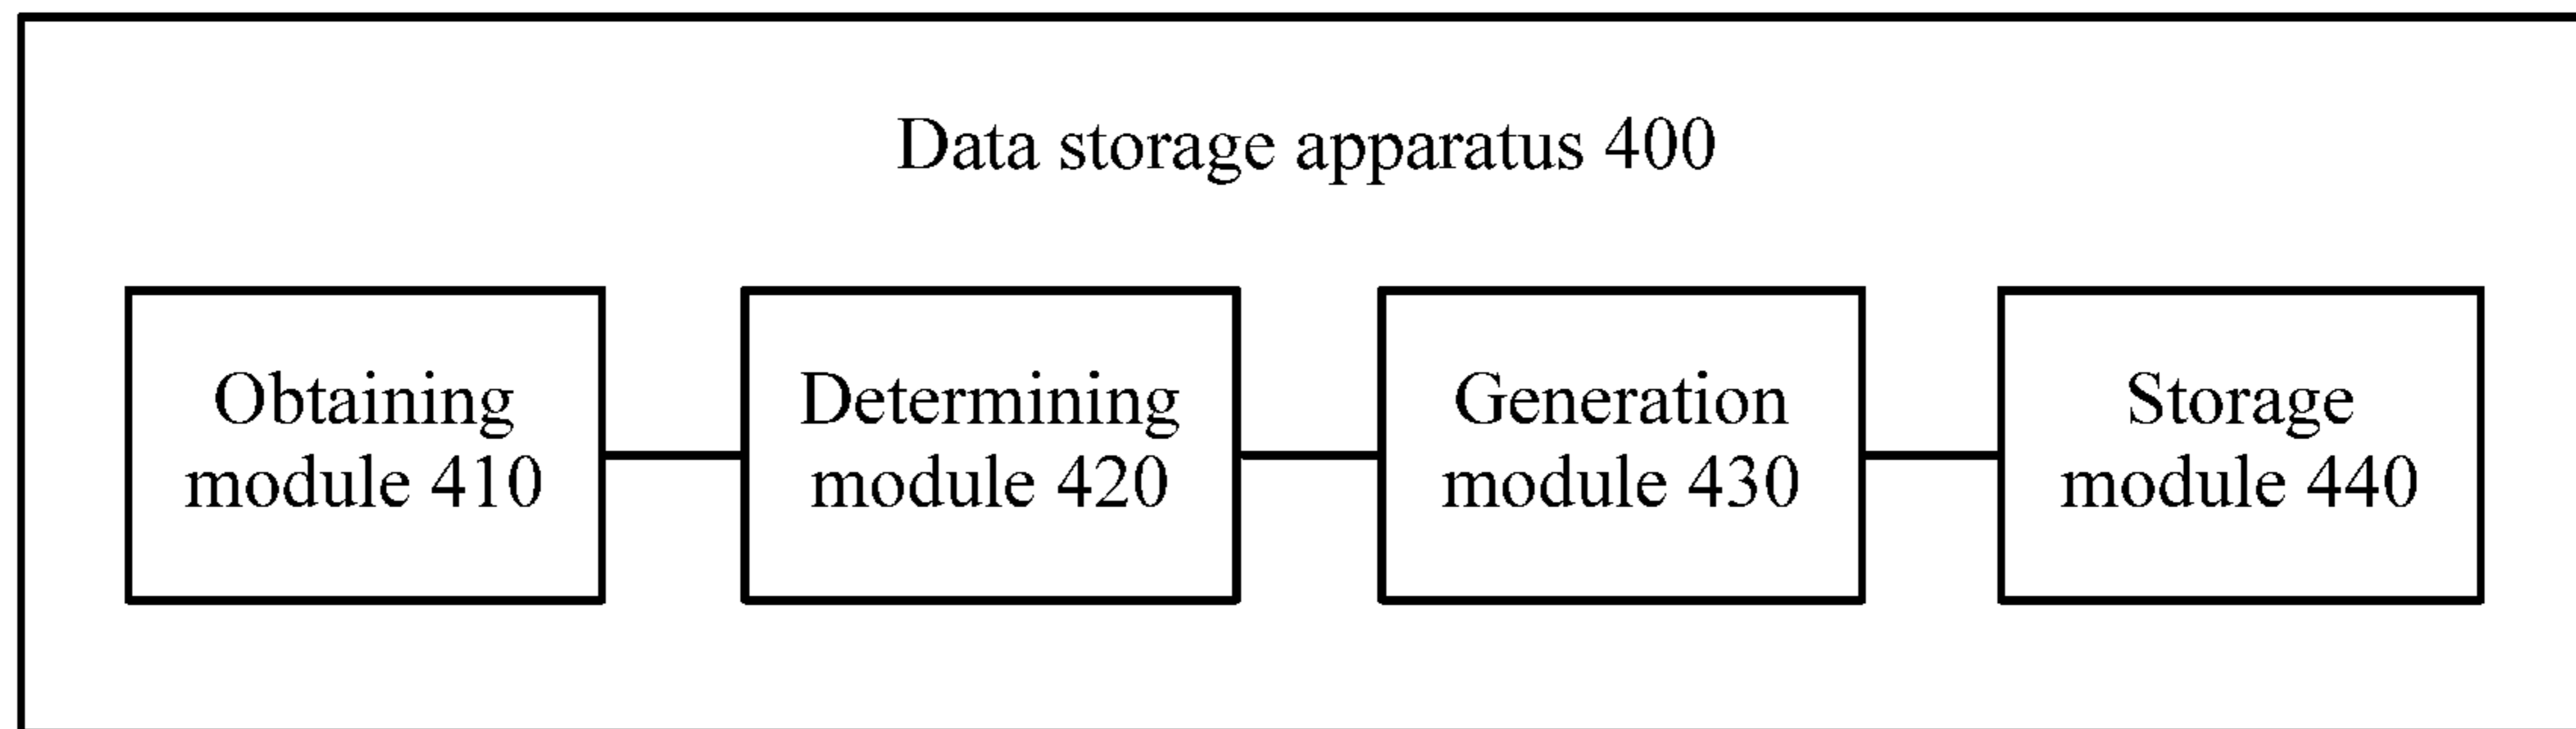 Data storage apparatus 400
Obtaining
module 410
Determining
module 420
Generation
module 430
Storage
module 440